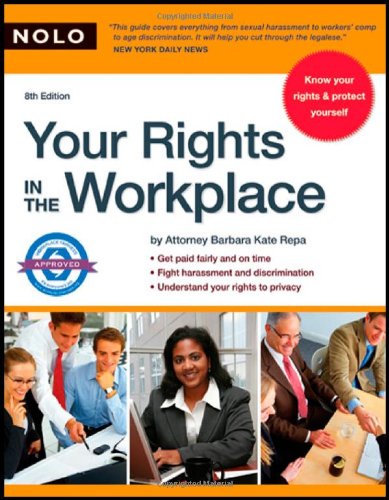 NOLO
"This guide covers everything from sexual harassment to workers' comp
to age discrimination. It will help you cut through the legalese."
NEW YORK DAILY NEWS
8th Edition
Know your
rights & protect
yourself
Your Rights
IN THE Workplace
by Attorney Barbara Kate Repa
• Get paid fairly and on time
• Fight harassment and discrimination
• Understand your rights to privacy
APPROVED